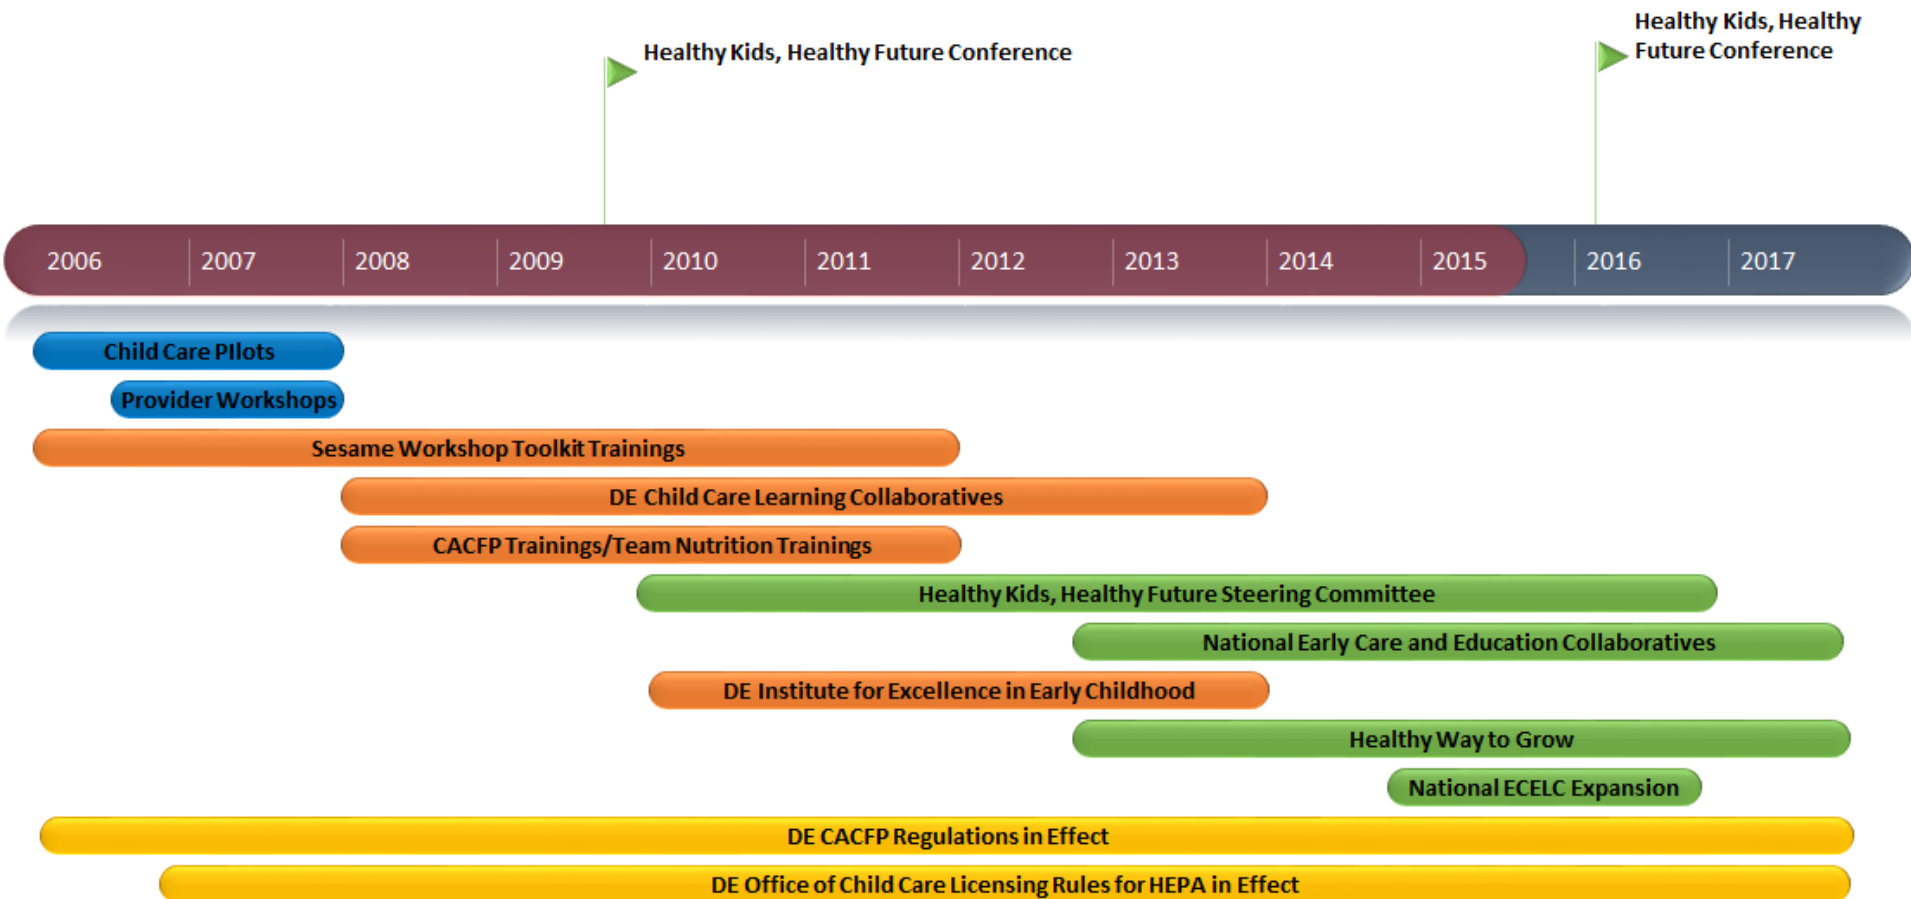 Healthy Kids, Healthy
Future Conference
Healthy Kids, Healthy Future Conference
2006 2007 2008 2009 2010 2011 2012 2013 2014 2015 2016 2017
Child Care PIlots
Provider Workshops
Sesame Workshop Toolkit Trainings
DE Child Care Learning Collaboratives
CACFP Trainings/Team Nutrition Trainings
Healthy Kids, Healthy Future Steering Committee
National Early Care and Education Collaboratives
DE Institute for Excellence in Early Childhood
Healthy Way to Grow
National ECELC Expansion
DE CACFP Regulations in Effect
DE Office of Child Care Licensing Rules for HEPA in Effect